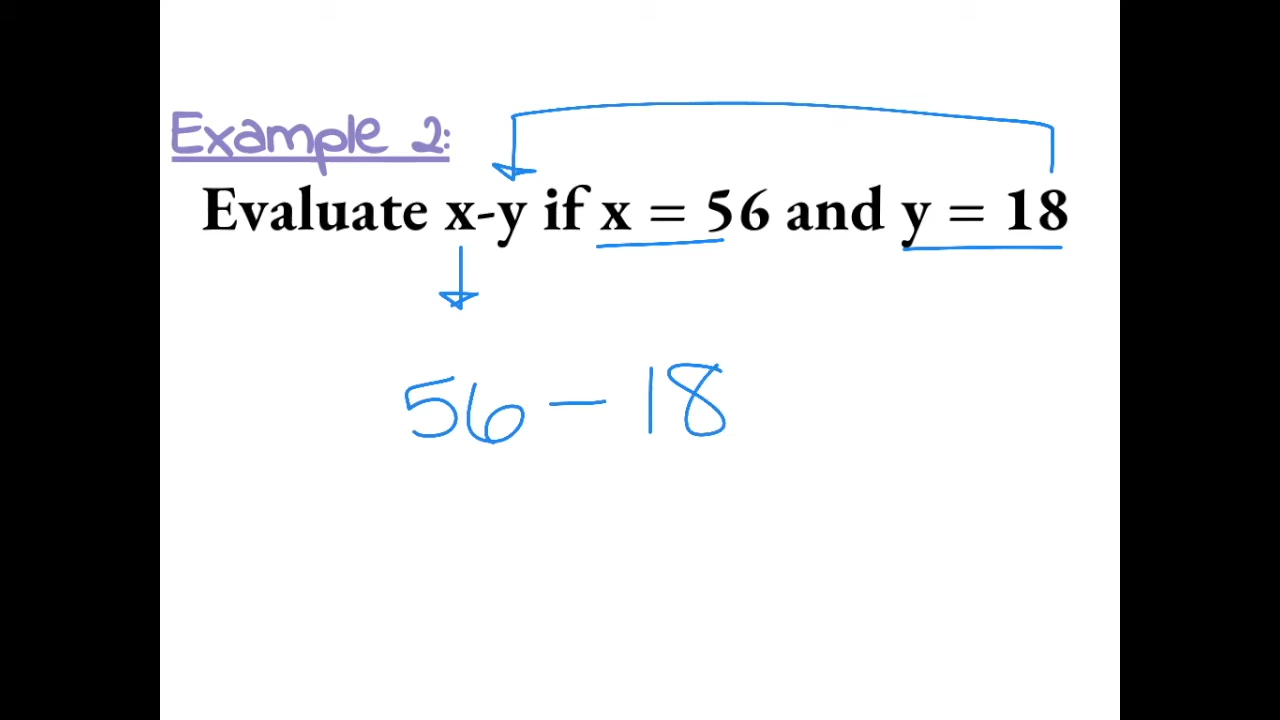 Example 2:
Evaluate x-y if x = 56 and y = 18
56 - 18